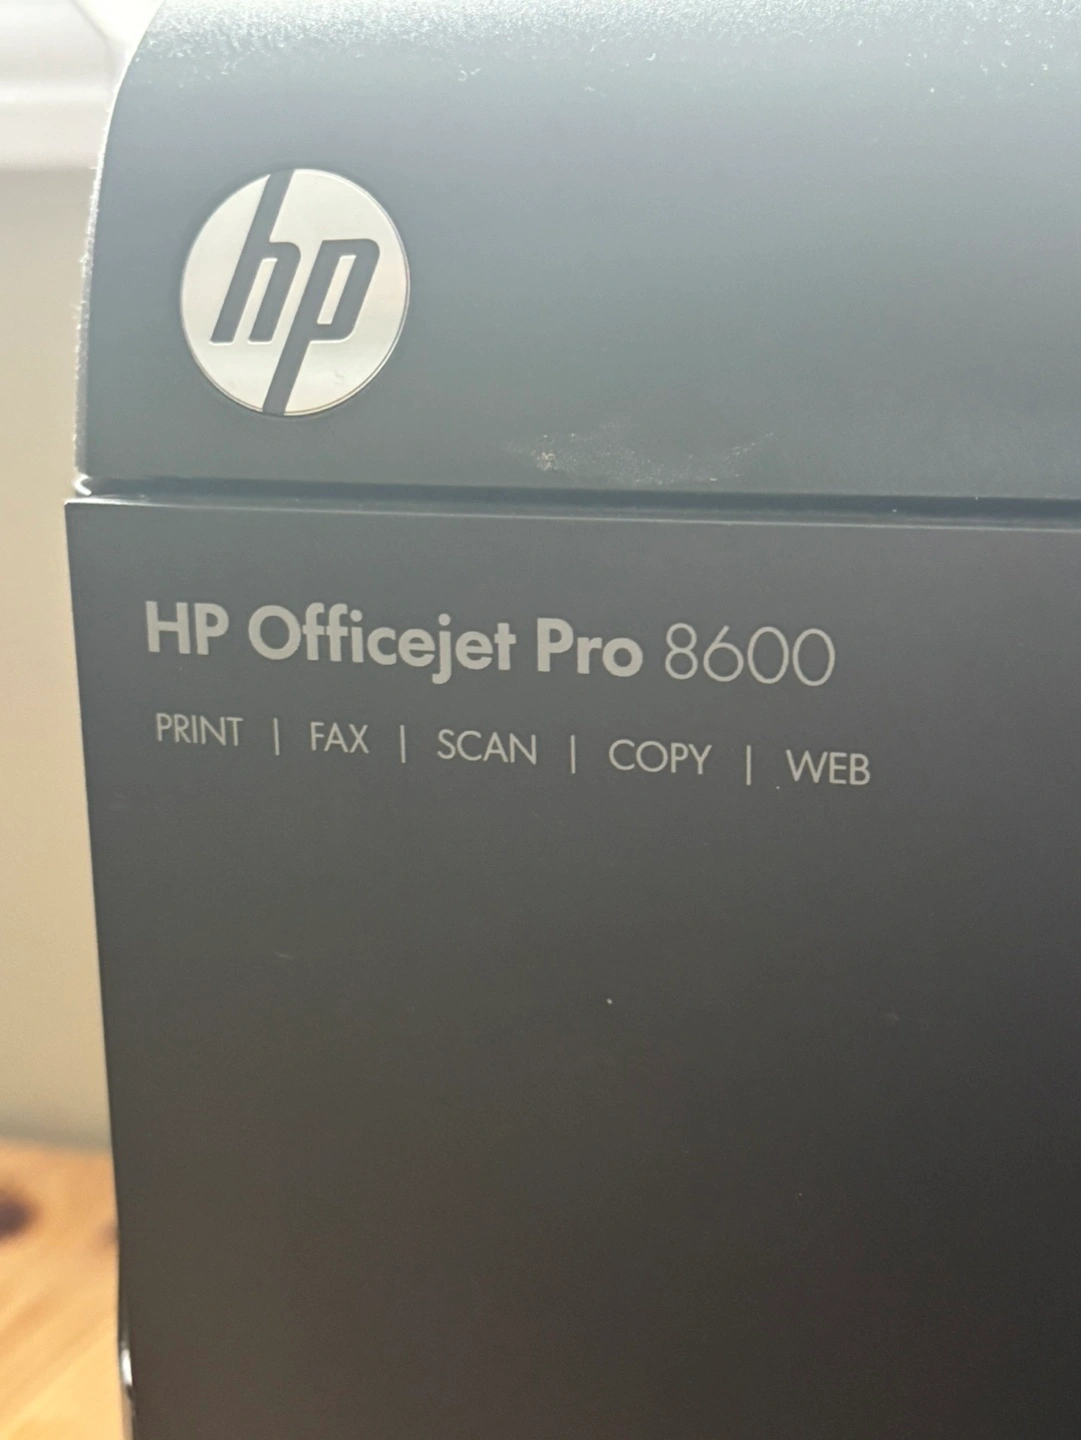 hp
HP Officejet Pro 8600
PRINT | FAX | SCAN | COPY | WEB